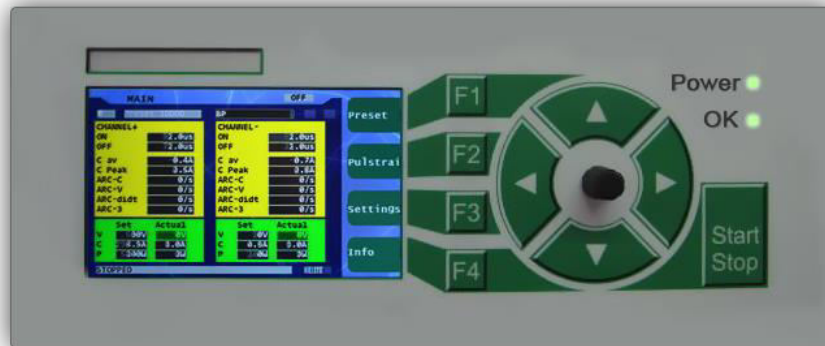 MAIN OFF
BP
Preset
CHANNEL+ CHANNEL-
ON 2.0us ON 2.0us
OFF 2.0us OFF 2.0us
Pulstrai
C av 0.4A C av 0.7A
C Peak C Peak
ARC-C 0/s ARC-C 0/s
ARC-V 0/s ARC-V 0/s
ARC-didt 0/s ARC-didt 0/s
ARC-3 0/s ARC-3 0/s
Settings
Set Actual Set Actual
V V
C C 0.0A
P P
Info
STOPPED
F1
F2
F3
F4
Power
OK
Start
Stop